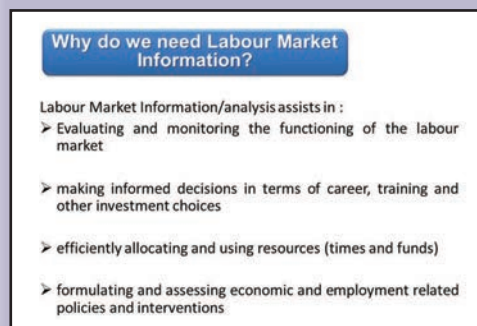 Why do we need Labour Market
Information?
Labour Market Information/analysis assists in :
➢ Evaluating and monitoring the functioning of the labour
market
➢ making informed decisions in terms of career, training and
other investment choices
➢ efficiently allocating and using resources (times and funds)
➢ formulating and assessing economic and employment related
policies and interventions